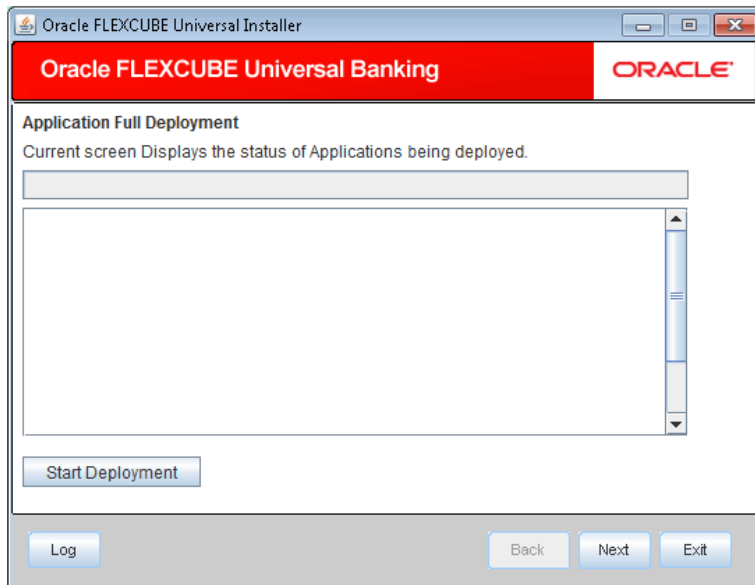 Oracle FLEXCUBE Universal Installer
Oracle FLEXCUBE Universal Banking
ORACLE
Application Full Deployment
Current screen Displays the status of Applications being deployed.
Start Deployment
Log
Back
Next
Exit